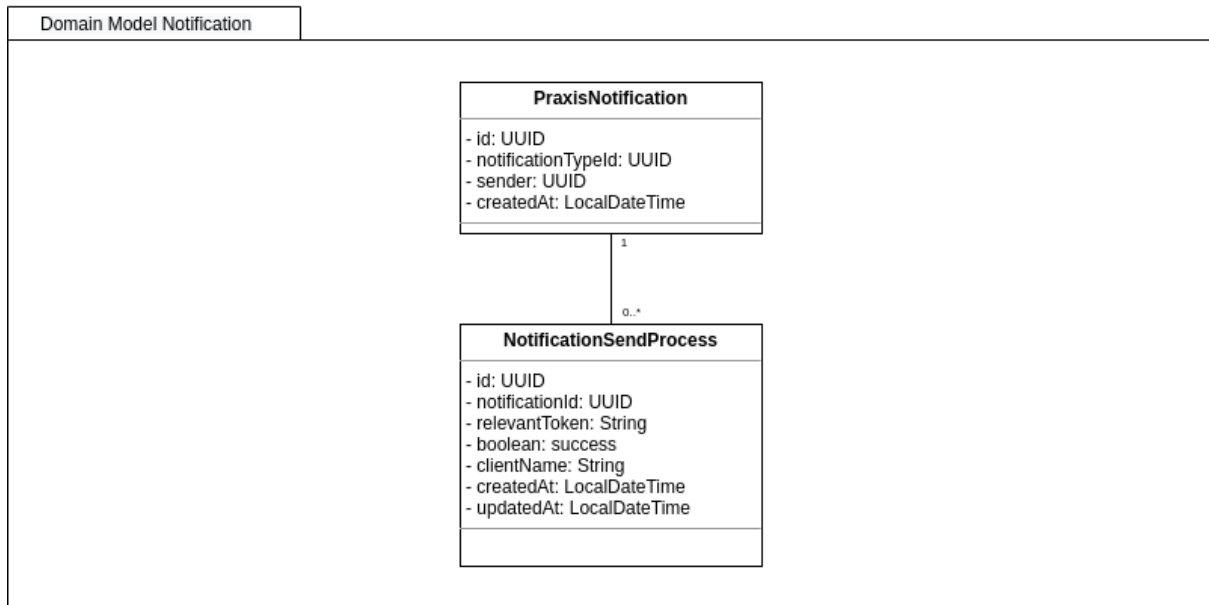 Domain Model Notification
PraxisNotification
- id: UUID
- notificationTypeId: UUID
- sender: UUID
- createdAt: LocalDateTime
1
0..*
NotificationSendProcess
- id: UUID
- notificationId: UUID
- relevantToken: String
- boolean: success
- clientName: String
- createdAt: LocalDateTime
- updatedAt: LocalDateTime